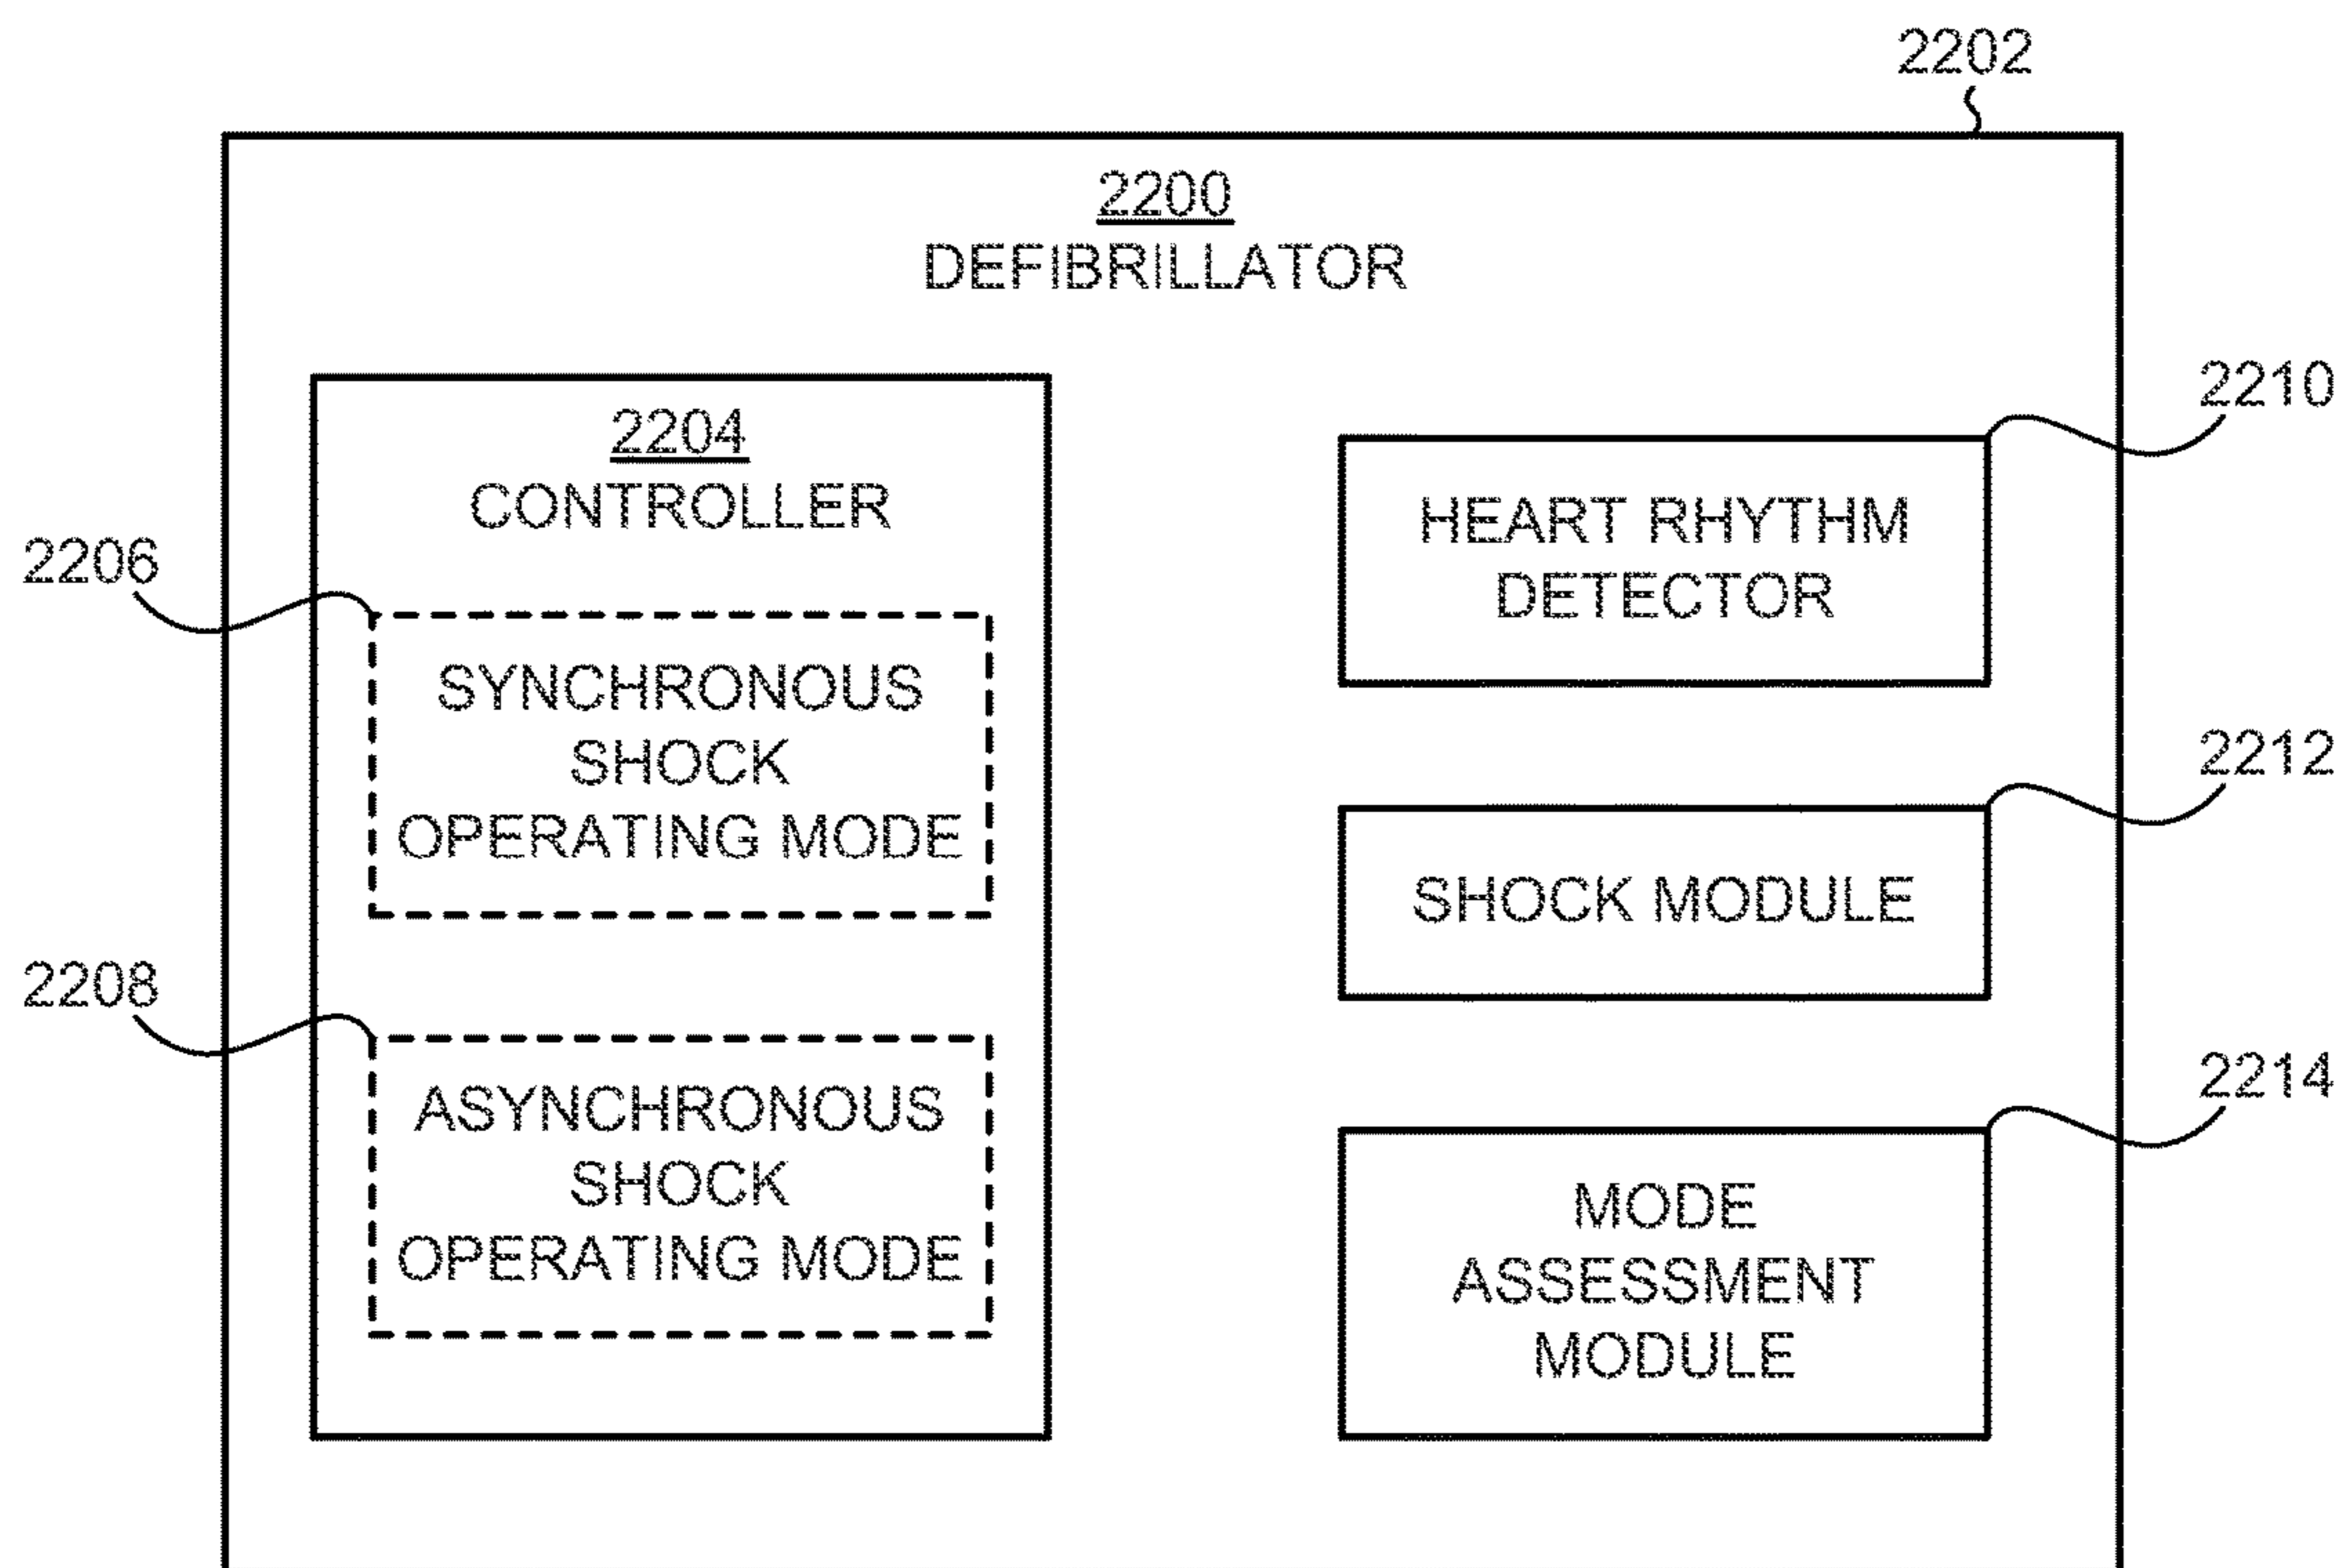 2202
2200
DEFIBRILLATOR
2204
CONTROLLER
2206
SYNCHRONOUS
SHOCK
OPERATING MODE
2208
ASYNCHRONOUS
SHOCK
OPERATING MODE
2210
HEART RHYTHM
DETECTOR
2212
SHOCK MODULE
2214
MODE
ASSESSMENT
MODULE